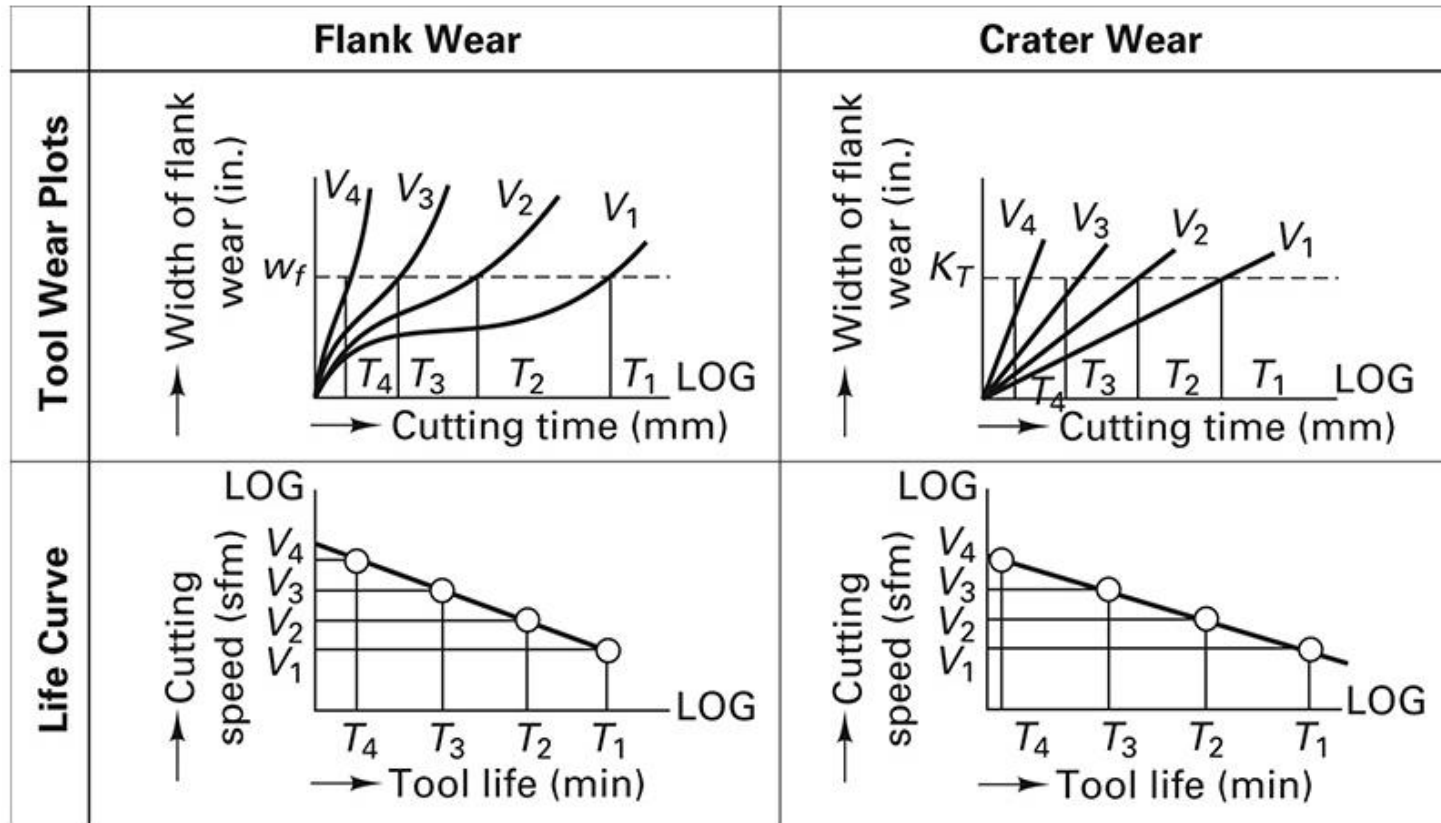 Flank Wear
Crater Wear
Tool Wear Plots
Width of flank
wear (in.)
V4
V3
V2
V1
wf
T4
T3
T2
T1
LOG
Cutting time (mm)
Width of flank
wear (in.)
V4
V3
V2
V1
KT
T4
T3
T2
T1
LOG
Cutting time (mm)
Life Curve
LOG
Cutting
speed (sfm)
V4
V3
V2
V1
LOG
T4 T3 T2 T1
Tool life (min)
LOG
Cutting
speed (sfm)
V4
V3
V2
V1
LOG
T4 T3 T2 T1
Tool life (min)